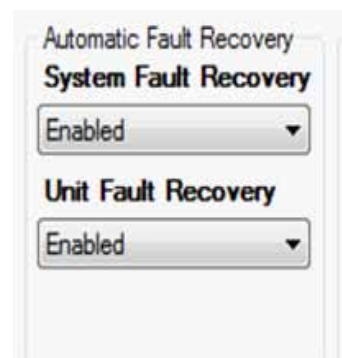 Automatic Fault Recovery
System Fault Recovery
Enabled
Unit Fault Recovery
Enabled